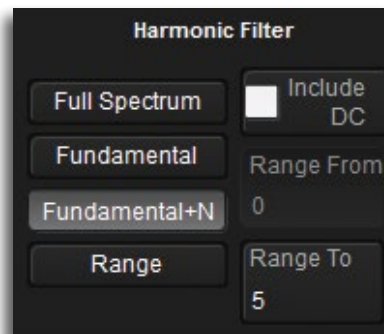 Harmonic Filter
Full Spectrum
Include
DC
Fundamental
Range From
0
Fundamental+N
Range
Range To
5